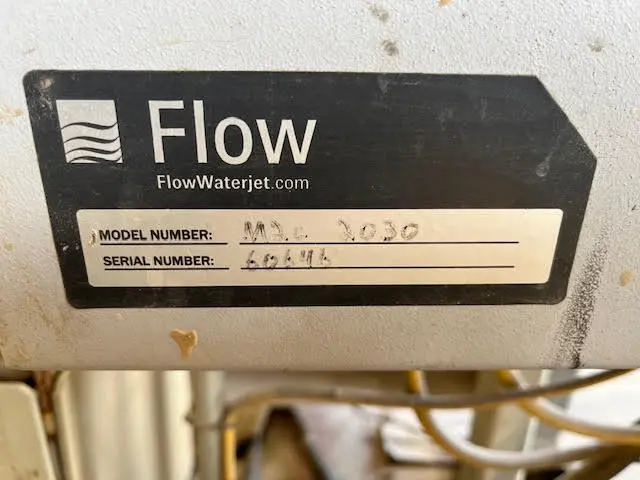 Flow
FlowWaterjet.com
MODEL NUMBER: M2c 2030
SERIAL NUMBER: 60646